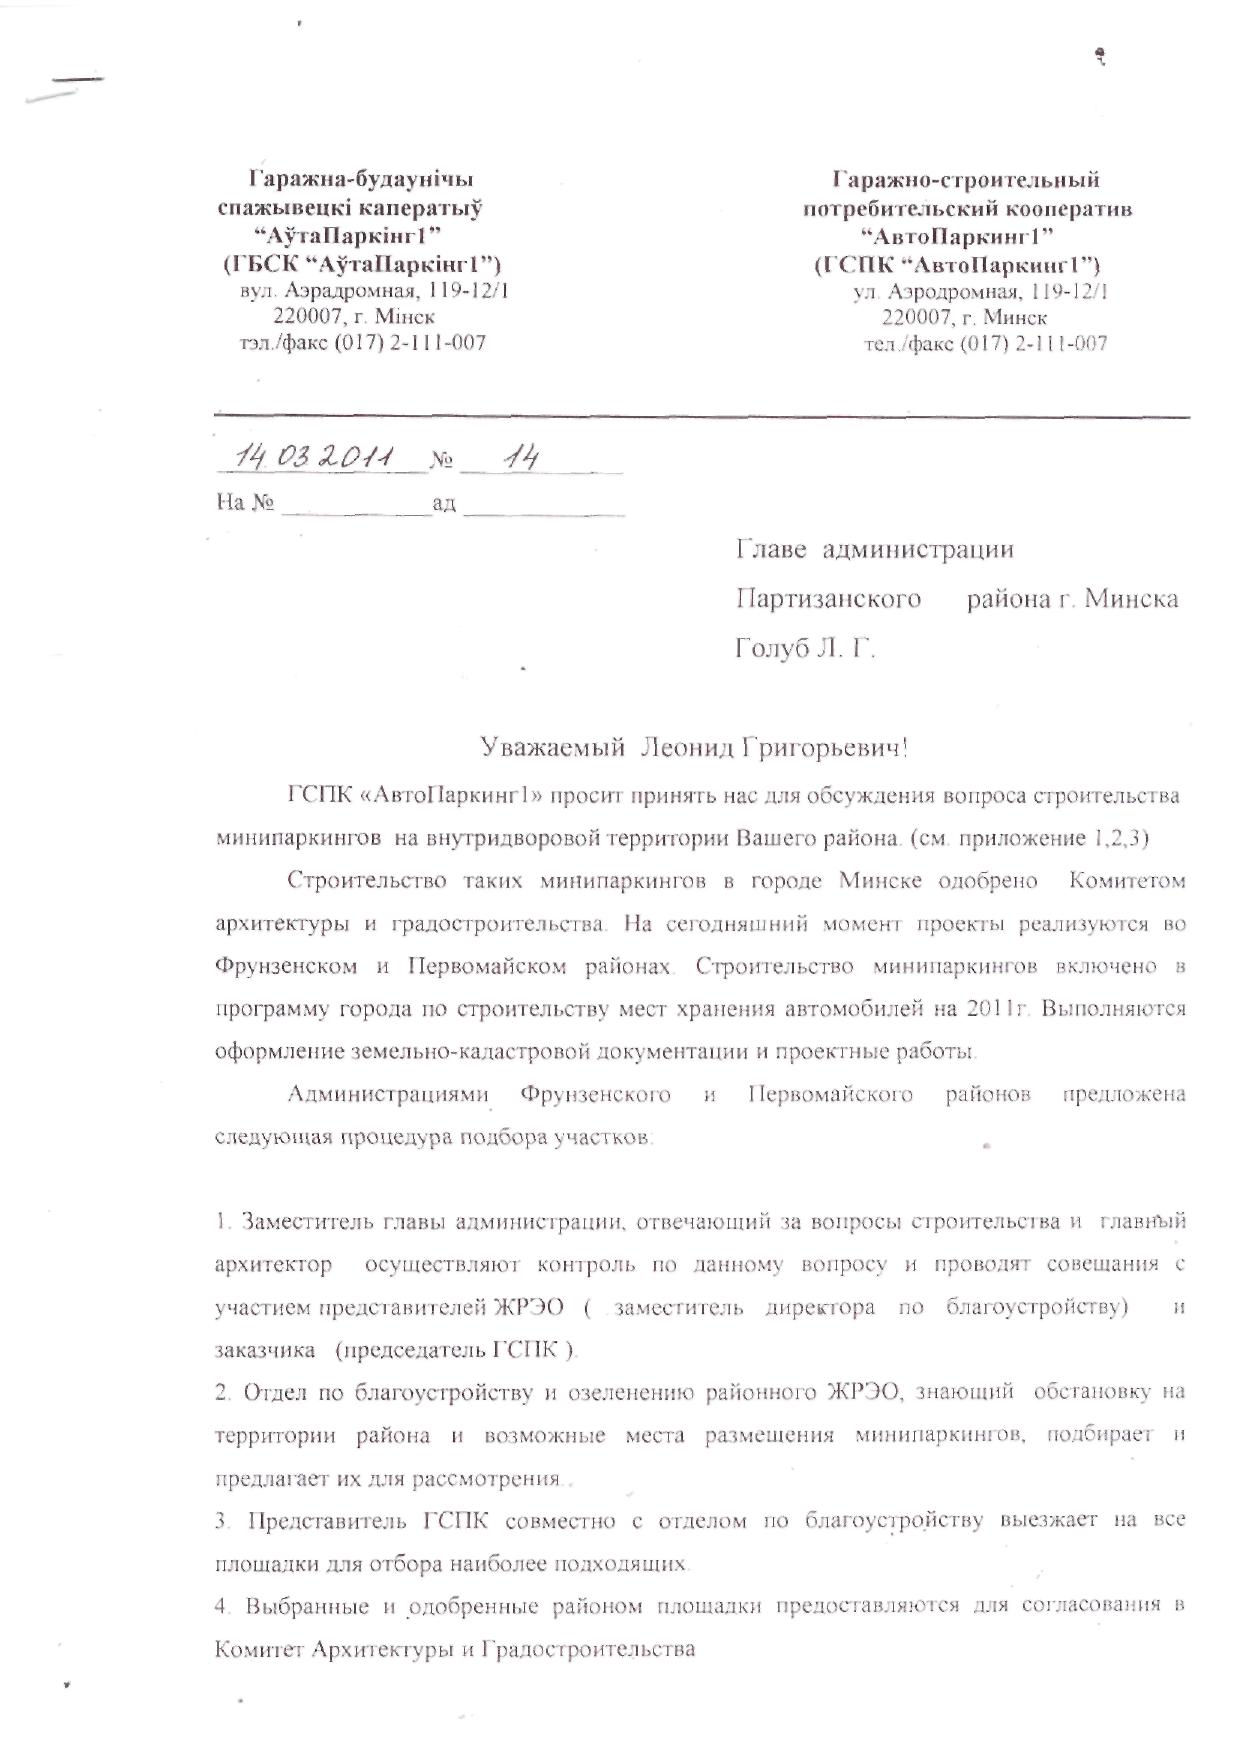 Гаражна-будаунічы
спажывецкі каператыў
“АўтаПаркінг1”
(ГБСК “АўтаПаркінг1”)
вул. Аэрадромная, 119-12/1
220007, г. Мінск
тэл./факс (017) 2-111-007
Гаражно-строительный
потребительский кооператив
“АвтоПаркинг1”
(ГСПК “АвтоПаркинг1”)
ул. Аэродромная, 119-12/1
220007, г. Минск
тел./факс (017) 2-111-007
14.03 2011 № 14
На № ____________ ад ____________
Главе администрации
Партизанского района г. Минска
Голуб Л. Г.
Уважаемый Леонид Григорьевич!
ГСПК «АвтоПаркинг1» просит принять нас для обсуждения вопроса строительства
минипаркингов на внутридворовой территории Вашего района. (см. приложение 1,2,3)
Строительство таких минипаркингов в городе Минске одобрено Комитетом
архитектуры и градостроительства. На сегодняшний момент проекты реализуются во
Фрунзенском и Первомайском районах. Строительство минипаркингов включено в
программу города по строительству мест хранения автомобилей на 2011г. Выполняются
оформление земельно-кадастровой документации и проектные работы.
Администрациями Фрунзенского и Первомайского районов предложена
следующая процедура подбора участков:
1. Заместитель главы администрации, отвечающий за вопросы строительства и главный
архитектор осуществляют контроль по данному вопросу и проводят совещания с
участием представителей ЖРЭО ( заместитель директора по благоустройству) и
заказчика (председатель ГСПК ).
2. Отдел по благоустройству и озеленению районного ЖРЭО, знающий обстановку на
территории района и возможные места размещения минипаркингов, подбирает и
предлагает их для рассмотрения.
3. Представитель ГСПК совместно с отделом по благоустройству выезжает на все
площадки для отбора наиболее подходящих.
4. Выбранные и одобренные районом площадки предоставляются для согласования в
Комитет Архитектуры и Градостроительства